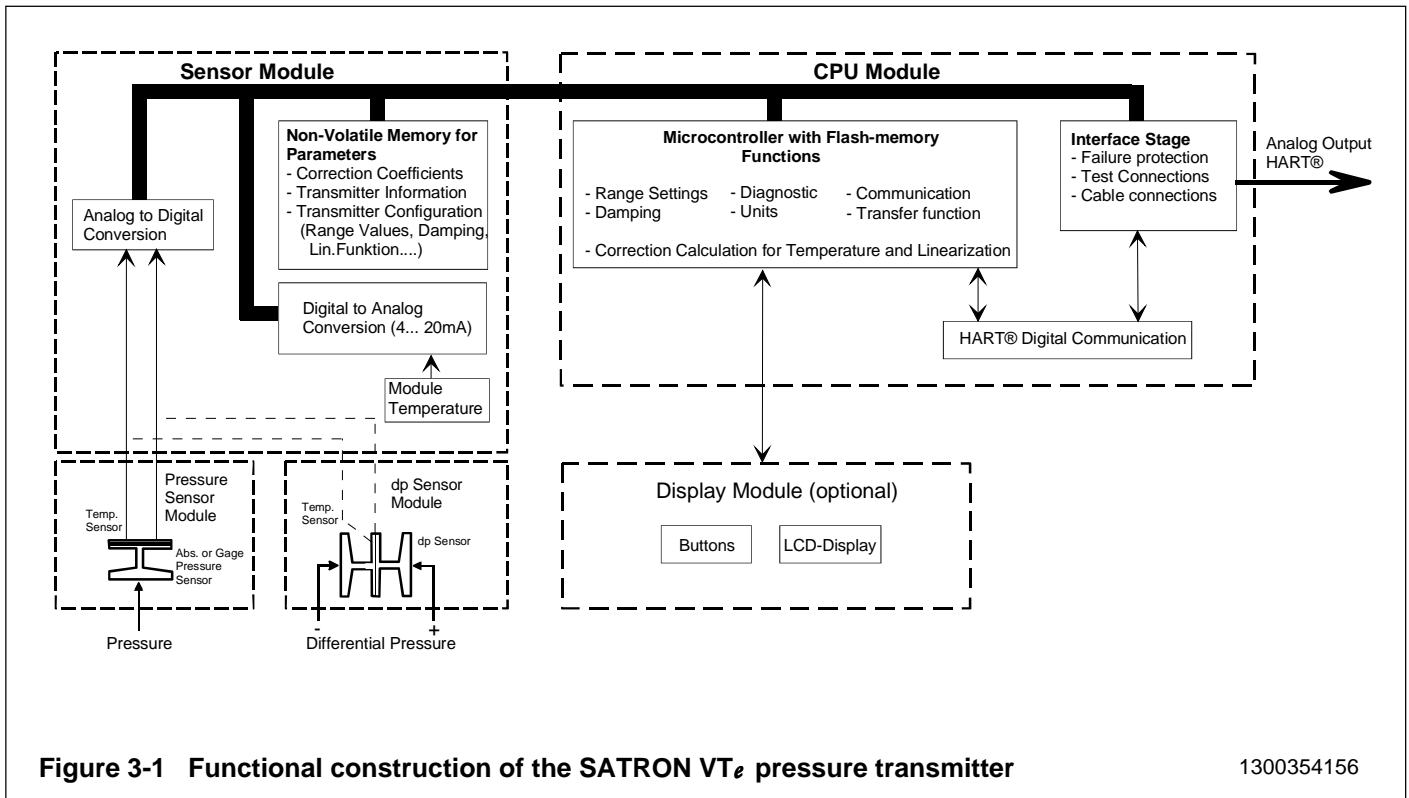 Sensor Module
CPU Module
Analog to Digital
Conversion
Non-Volatile Memory for
Parameters
- Correction Coefficients
- Transmitter Information
- Transmitter Configuration
(Range Values, Damping,
Lin.Funktion....)
Digital to Analog
Conversion (4... 20mA)
Module
Temperature
Microcontroller with Flash-memory
Functions
- Range Settings
- Damping
- Diagnostic
- Units
- Communication
- Transfer function
- Correction Calculation for Temperature and Linearization
Interface Stage
- Failure protection
- Test Connections
- Cable connections
Analog Output
HART®
HART® Digital Communication
Pressure
Sensor
Module
Temp.
Sensor
Abs. or Gage
Pressure
Sensor
Pressure
dp Sensor
Module
Temp.
Sensor
dp Sensor
- +
Differential Pressure
Display Module (optional)
Buttons
LCD-Display
Figure 3-1 Functional construction of the SATRON VTe pressure transmitter
1300354156